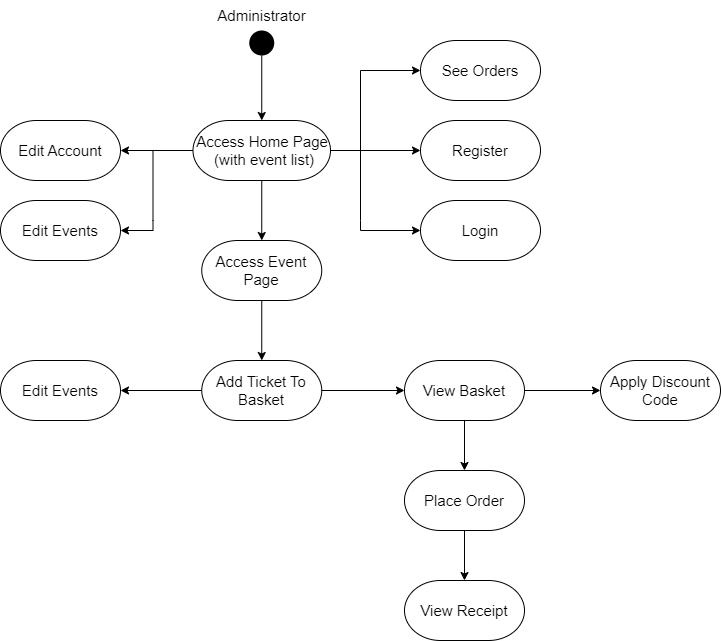 Administrator
See Orders
Edit Account
Access Home Page
(with event list)
Register
Edit Events
Login
Access Event
Page
Edit Events
Add Ticket To
Basket
View Basket
Apply Discount
Code
Place Order
View Receipt